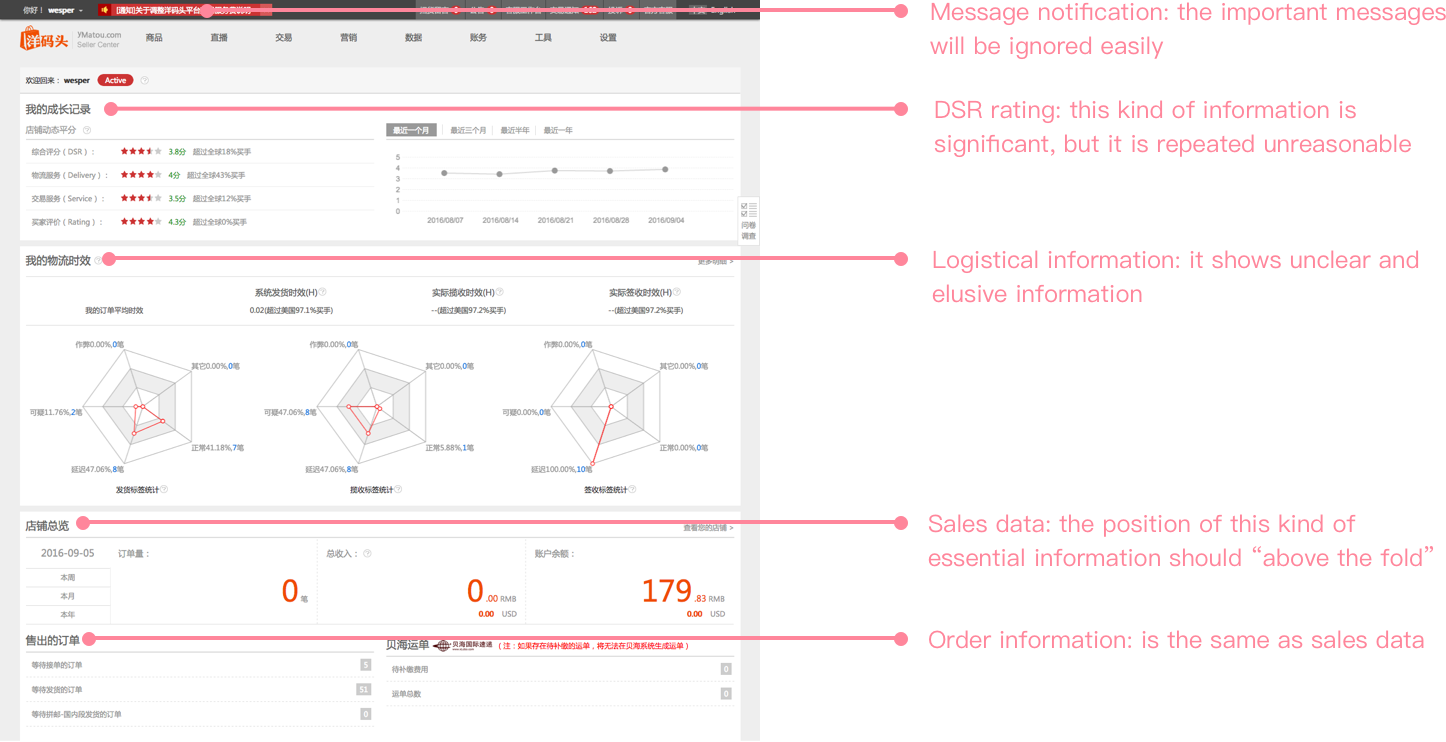 你好！ wesper
[通知]关于调整洋码头平台
English
洋码头
YMatou.com
Seller Center
商品 直播 交易 营销 数据 账务 工具 设置
欢迎回来： wesper Active
我的成长记录
店铺动态平分
综合评分 ( DSR ) ： 3.8分 超过全球18%买手
物流服务 ( Delivery ) ： 4分 超过全球43%买手
交易服务 ( Service ) ： 3.5分 超过全球12%买手
买家评价 ( Rating ) ： 4.3分 超过全球0%买手
最近一个月 最近三个月 最近半年 最近一年
5
4
3
2
1
0
2016/08/07 2016/08/14 2016/08/21 2016/08/28 2016/09/04
问卷
调查
我的物流时效
更多明细 >
系统发货时效(H) 实际揽收时效(H) 实际签收时效(H)
我的订单平均时效 0.02(超过美国97.1%买手) --(超过美国97.2%买手) --(超过美国97.2%买手)
作弊0.00%,0笔
其它0.00%,0笔
可疑11.76%,2笔
正常41.18%,7笔
延迟47.06%,8笔
发货标签统计
作弊0.00%,0笔
其它0.00%,0笔
可疑47.06%,8笔
正常5.88%,1笔
延迟47.06%,8笔
揽收标签统计
作弊0.00%,0笔
其它0.00%,0笔
可疑0.00%,0笔
正常0.00%,0笔
延迟100.00%,10笔
签收标签统计
店铺总览
查看您的店铺 >
2016-09-05
本周
本月
本年
订单量：
0 笔
总收入：
0.00 RMB
0.00 USD
账户余额：
179.83 RMB
0.00 USD
售出的订单
等待接单的订单 5
等待发货的订单 51
等待拼邮-国内段发货的订单 0
贝海运单 贝海国际速递 ( 注：如果存在待补缴的运单，将无法在贝海系统生成运单 )
待补缴费用 0
运单总数 0
Message notification: the important messages
will be ignored easily
DSR rating: this kind of information is
significant, but it is repeated unreasonable
Logistical information: it shows unclear and
elusive information
Sales data: the position of this kind of
essential information should “above the fold”
Order information: is the same as sales data